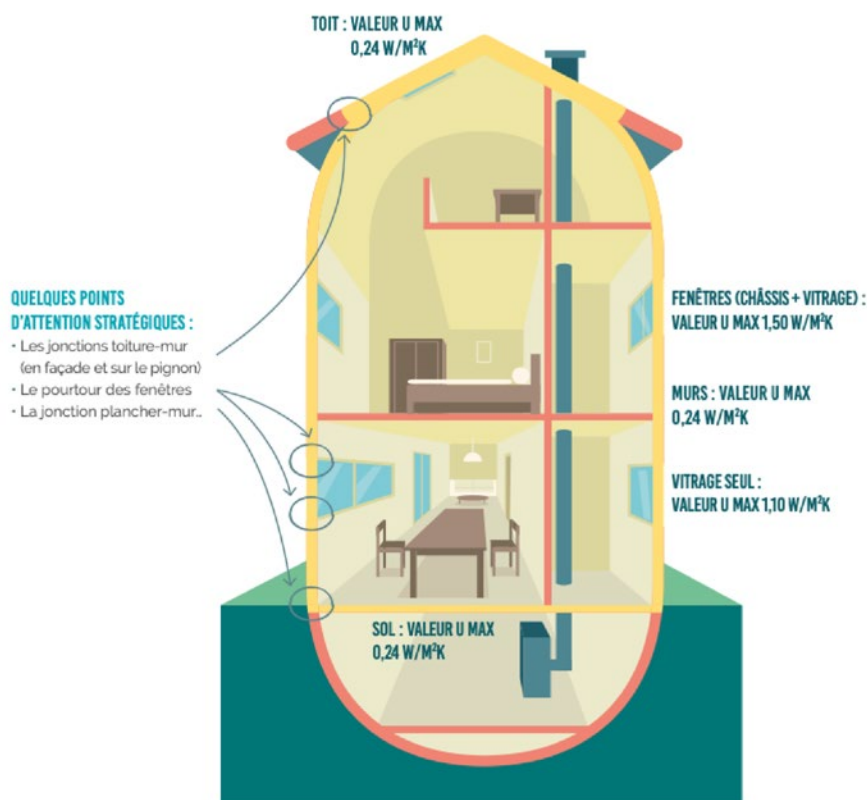 TOIT : VALEUR U MAX
0,24 W/M²K
QUELQUES POINTS
D'ATTENTION STRATÉGIQUES :
• Les jonctions toiture-mur
(en façade et sur le pignon)
• Le pourtour des fenêtres
• La jonction plancher-mur...
FENÊTRES (CHÂSSIS + VITRAGE) :
VALEUR U MAX 1,50 W/M²K
MURS : VALEUR U MAX
0,24 W/M²K
VITRAGE SEUL :
VALEUR U MAX 1,10 W/M²K
SOL : VALEUR U MAX
0,24 W/M²K